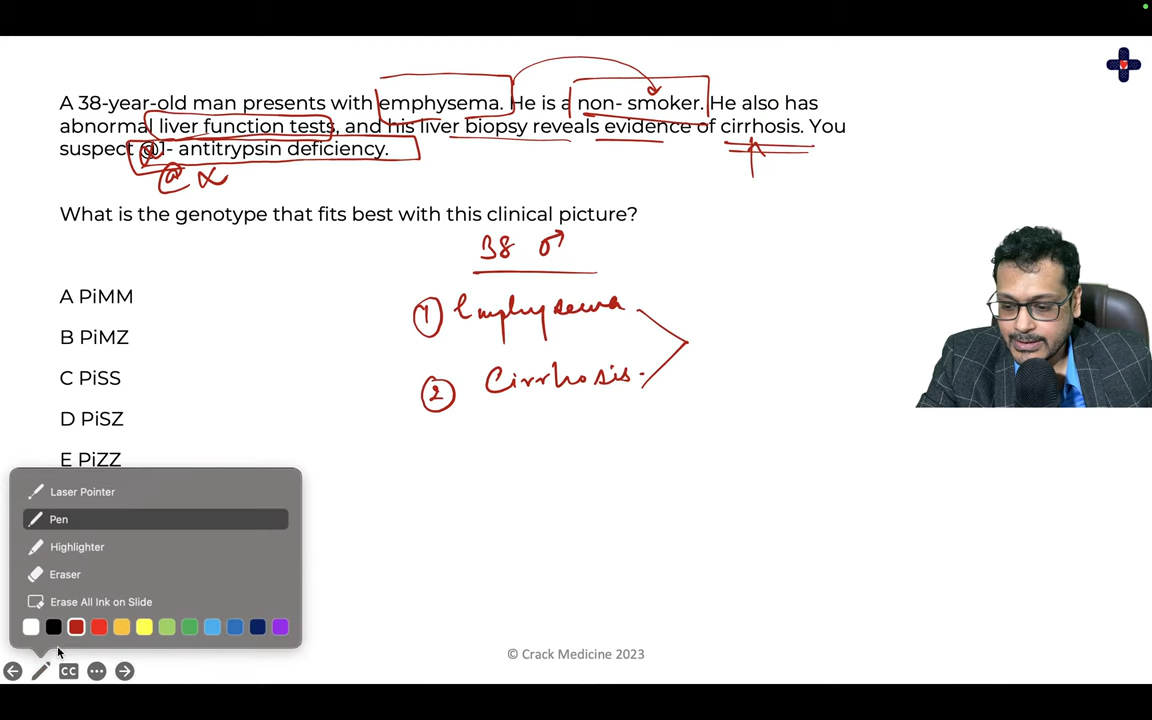 A 38-year-old man presents with emphysema. He is a non- smoker. He also has
abnormal liver function tests, and his liver biopsy reveals evidence of cirrhosis. You
suspect @1- antitrypsin deficiency.
@ ∝
What is the genotype that fits best with this clinical picture?
38 ♂
① Emphysema
② Cirrhosis.
A PiMM
B PiMZ
C PiSS
D PiSZ
E PiZZ
Laser Pointer
Pen
Highlighter
Eraser
Erase All Ink on Slide
CC
© Crack Medicine 2023